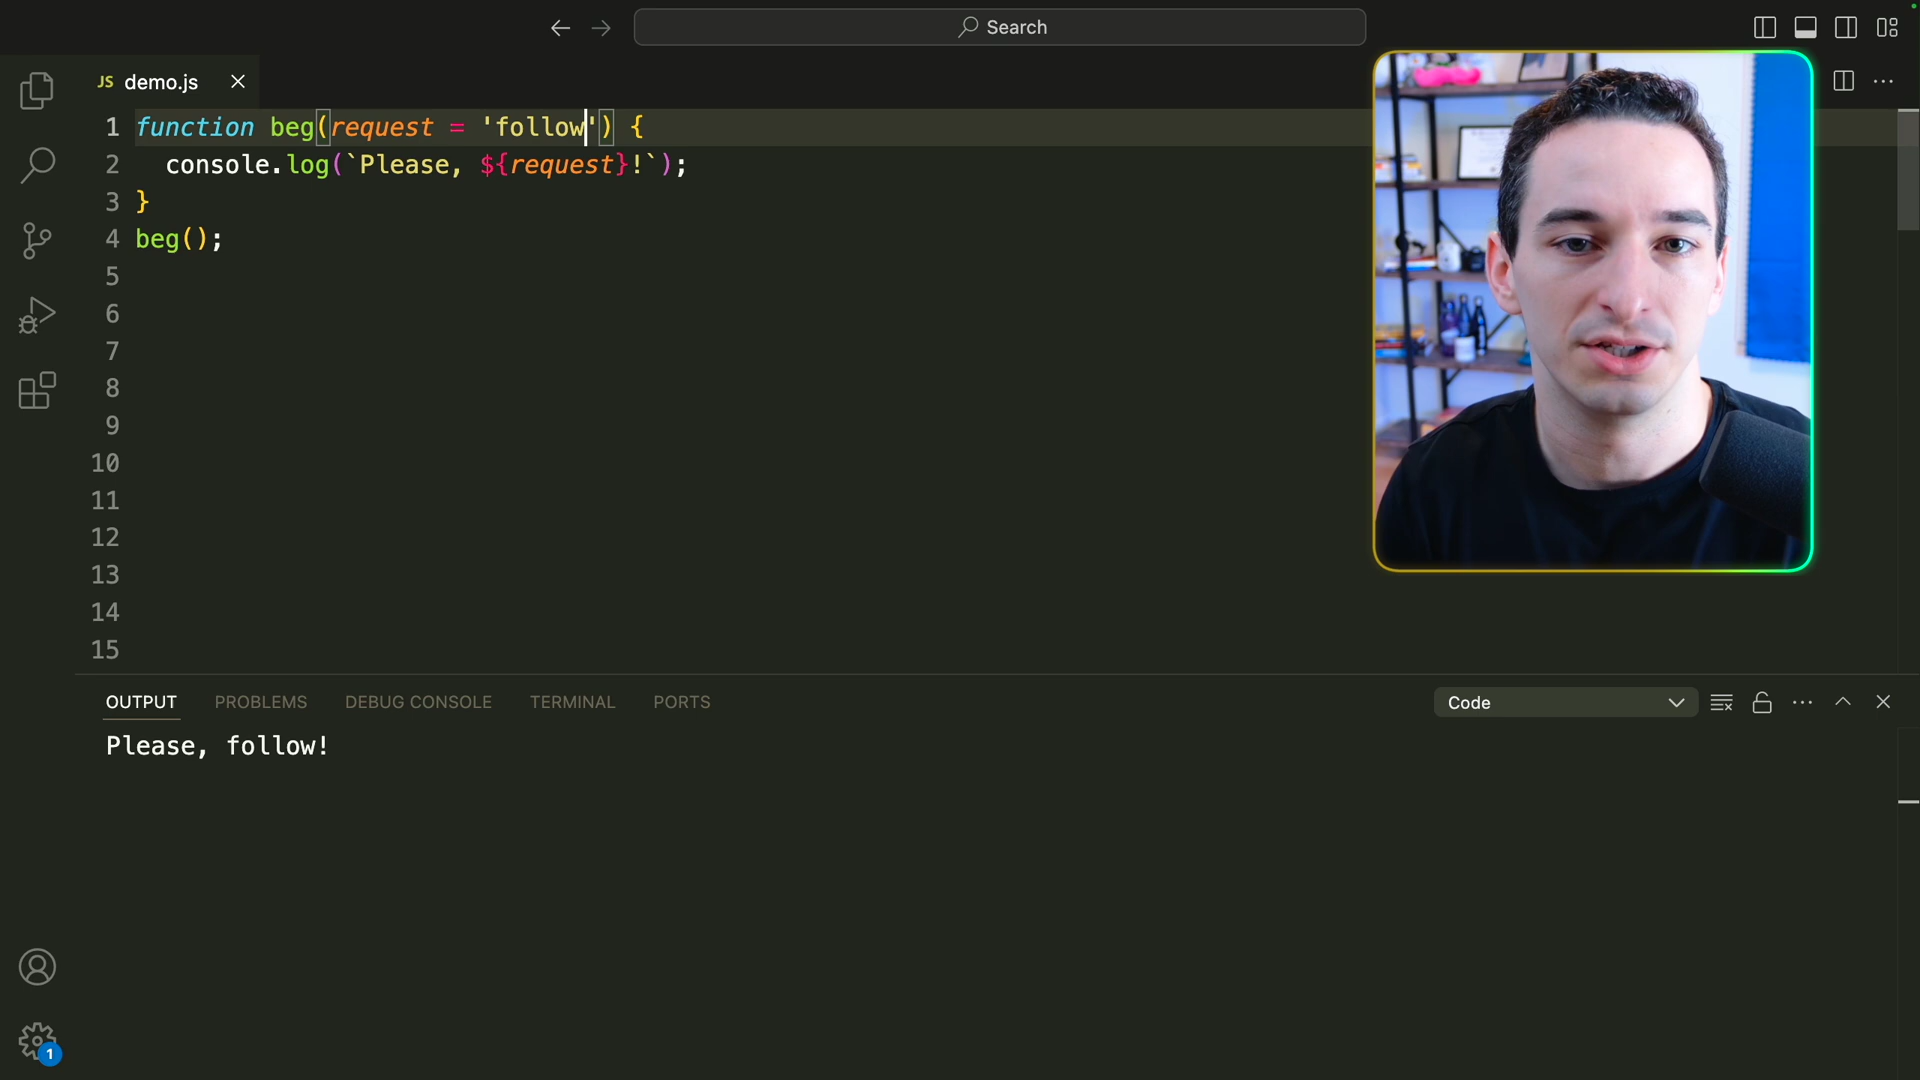 Search
JS demo.js
1 function beg(request = 'follow') {
2 console.log(`Please, ${request}!`);
3 }
4 beg();
5
6
7
8
9
10
11
12
13
14
15
OUTPUT PROBLEMS DEBUG CONSOLE TERMINAL PORTS Code
Please, follow!
1